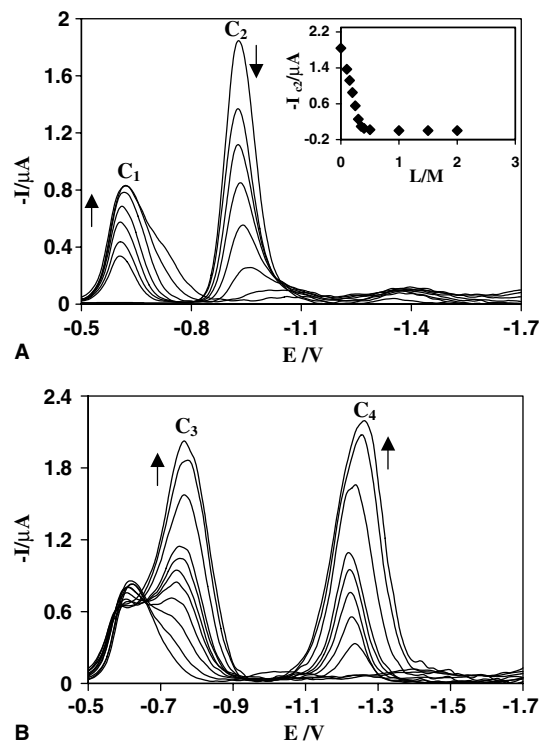 2
1.6
1.2
0.8
0.4
0
-I/μA
C₁
C₂
2.2
1.4
0.6
-0.2
-I c2/μA
0 1 2 3
L/M
-0.5 -0.8 -1.1 -1.4 -1.7
E /V
A
2.4
1.8
1.2
0.6
0
-I/μA
C₃
C₄
-0.5 -0.7 -0.9 -1.1 -1.3 -1.5 -1.7
E /V
B